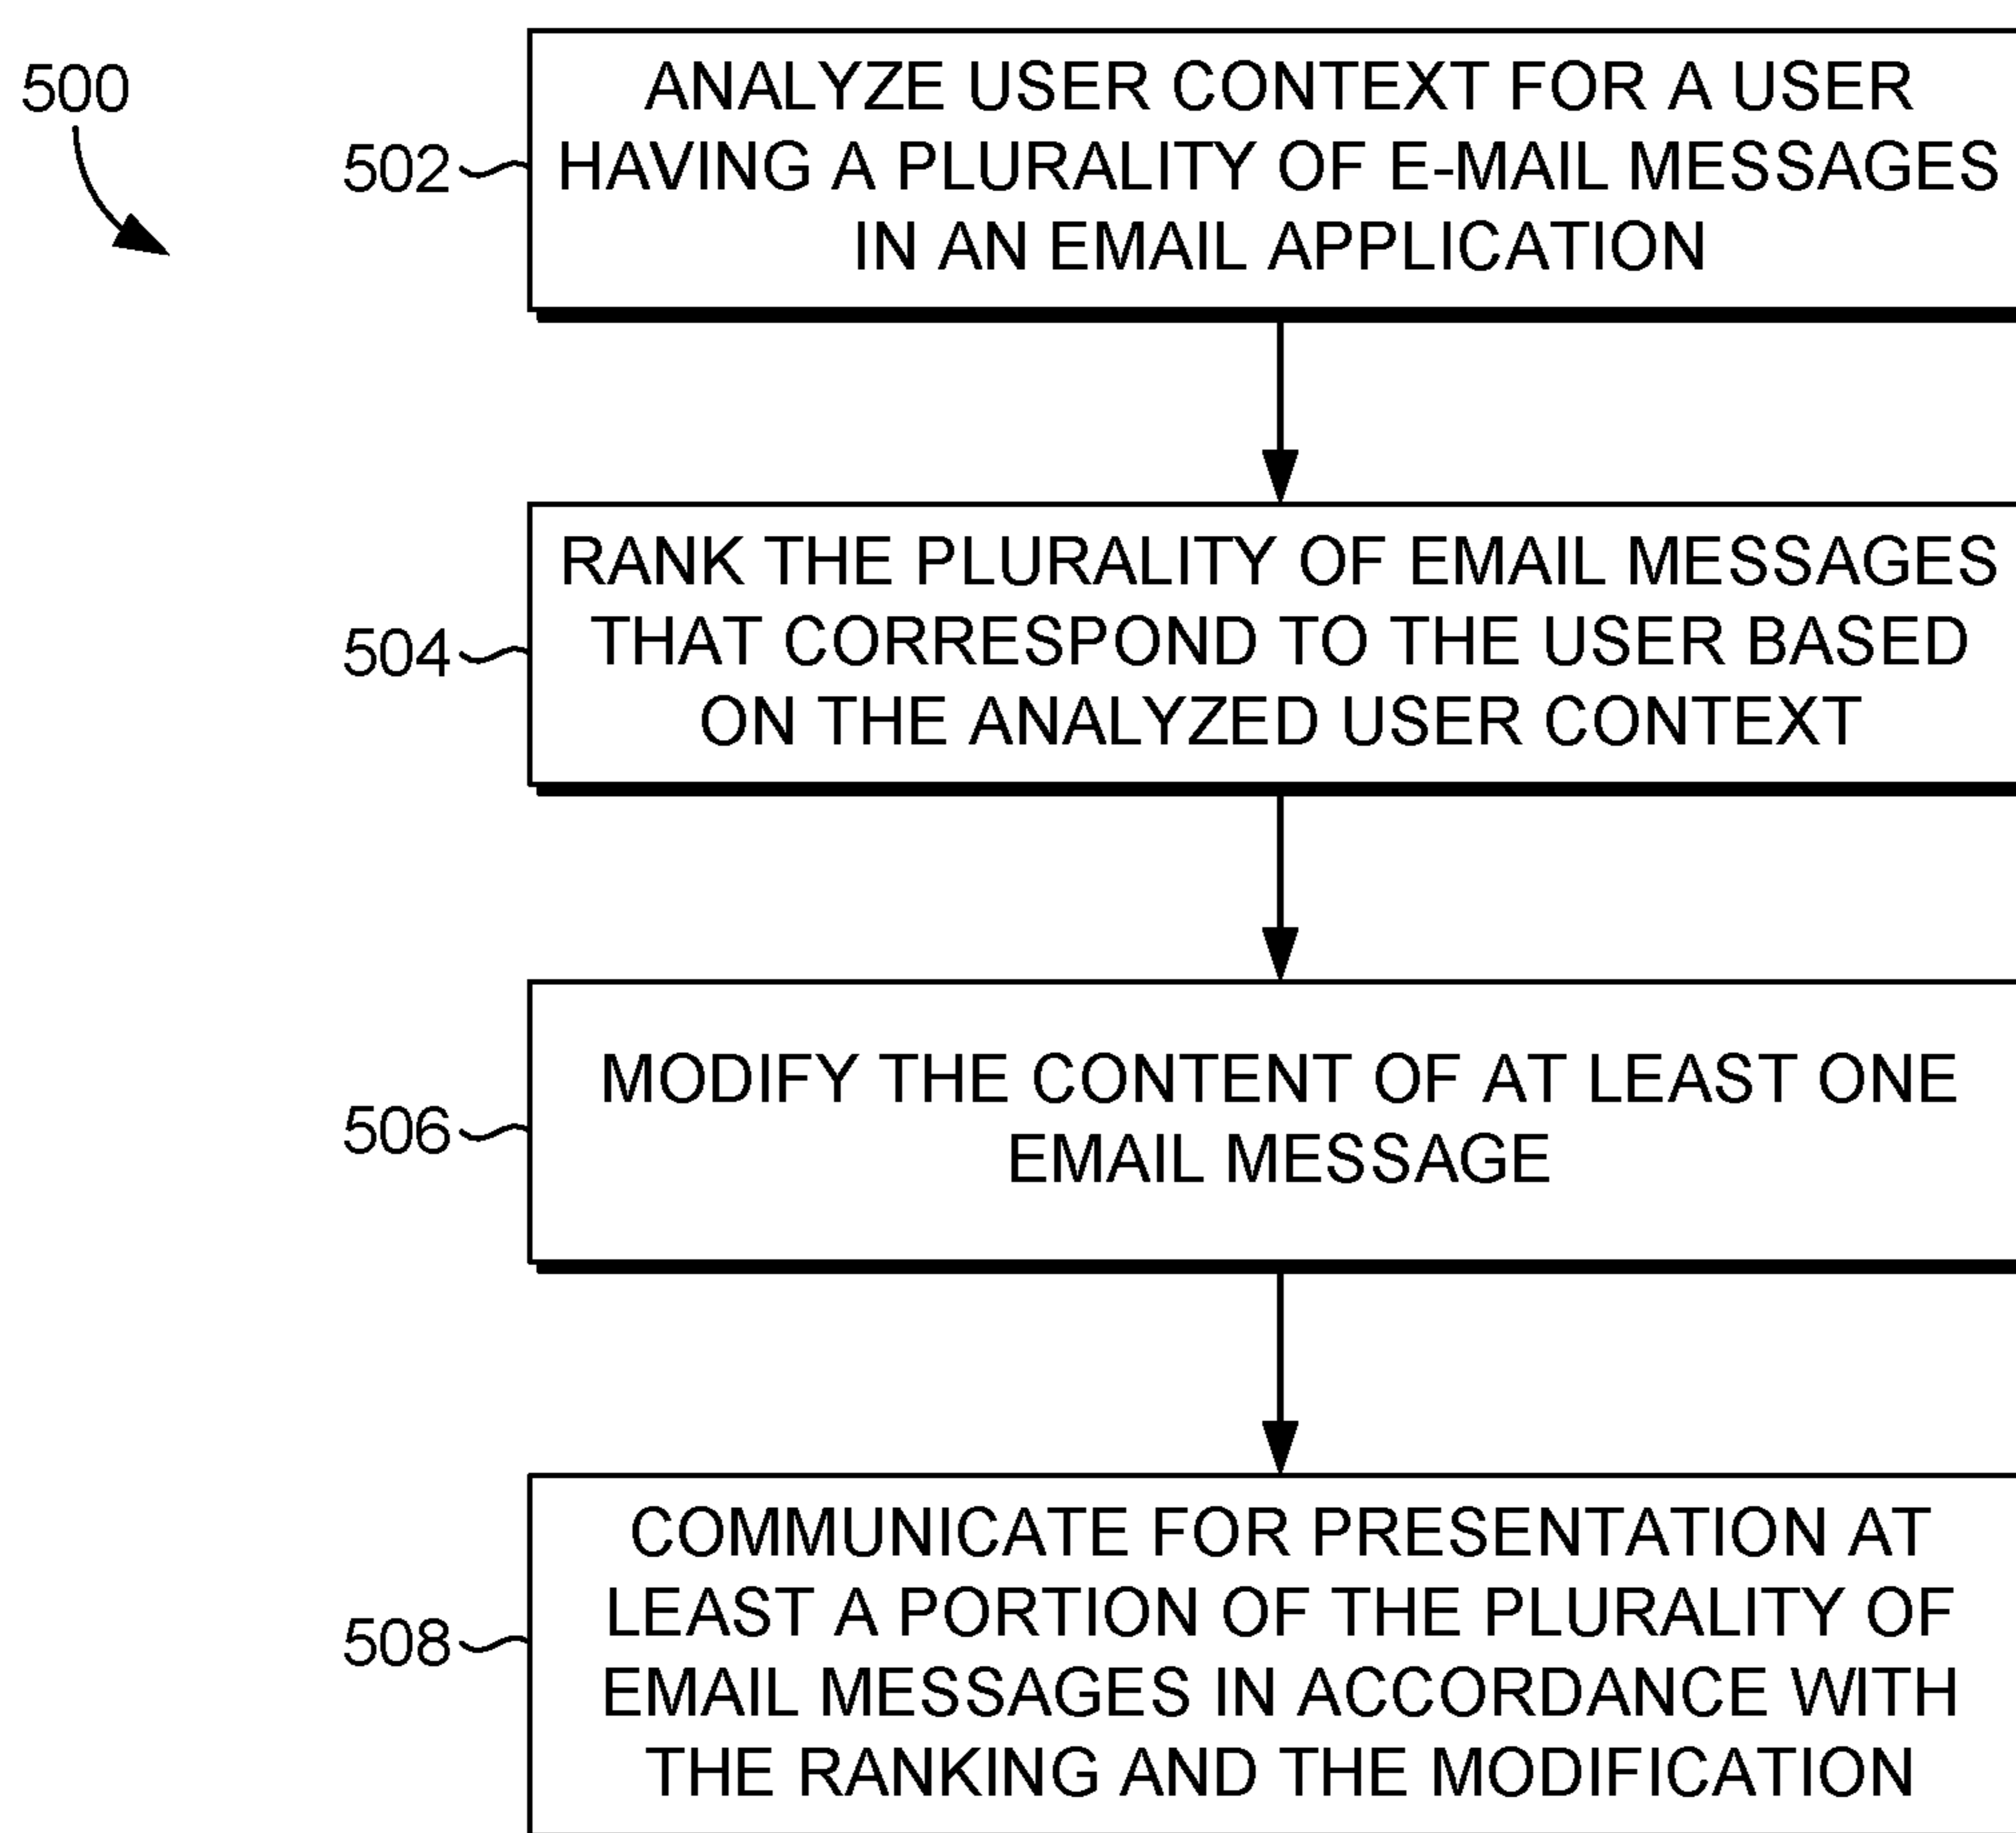 500
502
ANALYZE USER CONTEXT FOR A USER
HAVING A PLURALITY OF E-MAIL MESSAGES
IN AN EMAIL APPLICATION
504
RANK THE PLURALITY OF EMAIL MESSAGES
THAT CORRESPOND TO THE USER BASED
ON THE ANALYZED USER CONTEXT
506
MODIFY THE CONTENT OF AT LEAST ONE
EMAIL MESSAGE
508
COMMUNICATE FOR PRESENTATION AT
LEAST A PORTION OF THE PLURALITY OF
EMAIL MESSAGES IN ACCORDANCE WITH
THE RANKING AND THE MODIFICATION